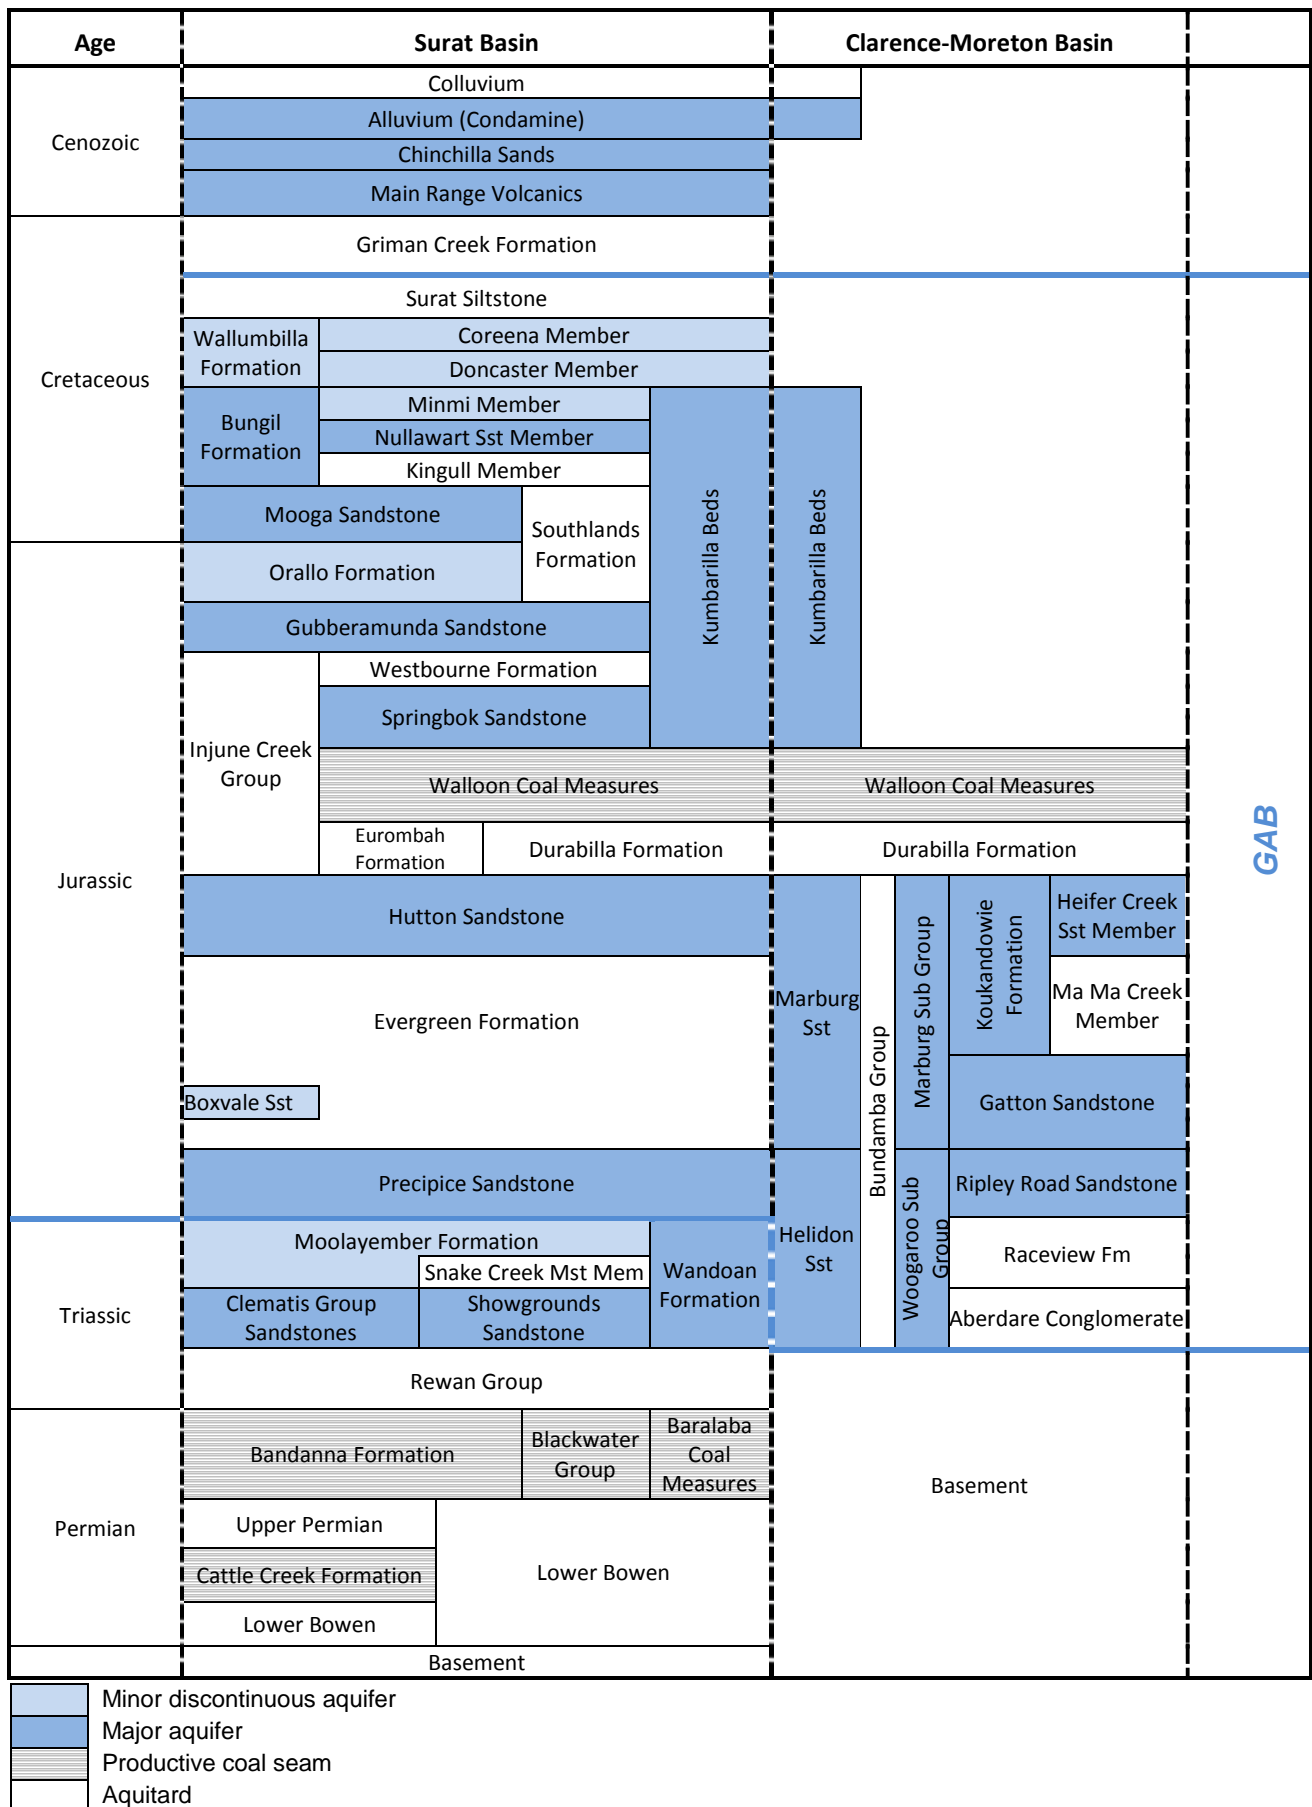 Age
Surat Basin
Clarence-Moreton Basin
Cenozoic
Colluvium
Alluvium (Condamine)
Chinchilla Sands
Main Range Volcanics
Cretaceous
Griman Creek Formation
Surat Siltstone
Wallumbilla
Formation
Coreena Member
Doncaster Member
Bungil
Formation
Minmi Member
Nullawart Sst Member
Kingull Member
Kumbarilla Beds
Kumbarilla Beds
Mooga Sandstone
Southlands
Formation
Jurassic
Orallo Formation
Gubberamunda Sandstone
Injune Creek
Group
Westbourne Formation
Springbok Sandstone
Walloon Coal Measures
Walloon Coal Measures
Eurombah
Formation
Durabilla Formation
Durabilla Formation
GAB
Hutton Sandstone
Marburg
Sst
Bundamba Group
Marburg Sub Group
Koukandowie
Formation
Heifer Creek
Sst Member
Evergreen Formation
Ma Ma Creek
Member
Boxvale Sst
Gatton Sandstone
Precipice Sandstone
Helidon
Sst
Woogaroo Sub
Group
Ripley Road Sandstone
Triassic
Moolayember Formation
Snake Creek Mst Mem
Wandoan
Formation
Raceview Fm
Clematis Group
Sandstones
Showgrounds
Sandstone
Aberdare Conglomerate
Rewan Group
Permian
Bandanna Formation
Blackwater
Group
Baralaba
Coal
Measures
Basement
Upper Permian
Cattle Creek Formation
Lower Bowen
Lower Bowen
Basement
Minor discontinuous aquifer
Major aquifer
Productive coal seam
Aquitard